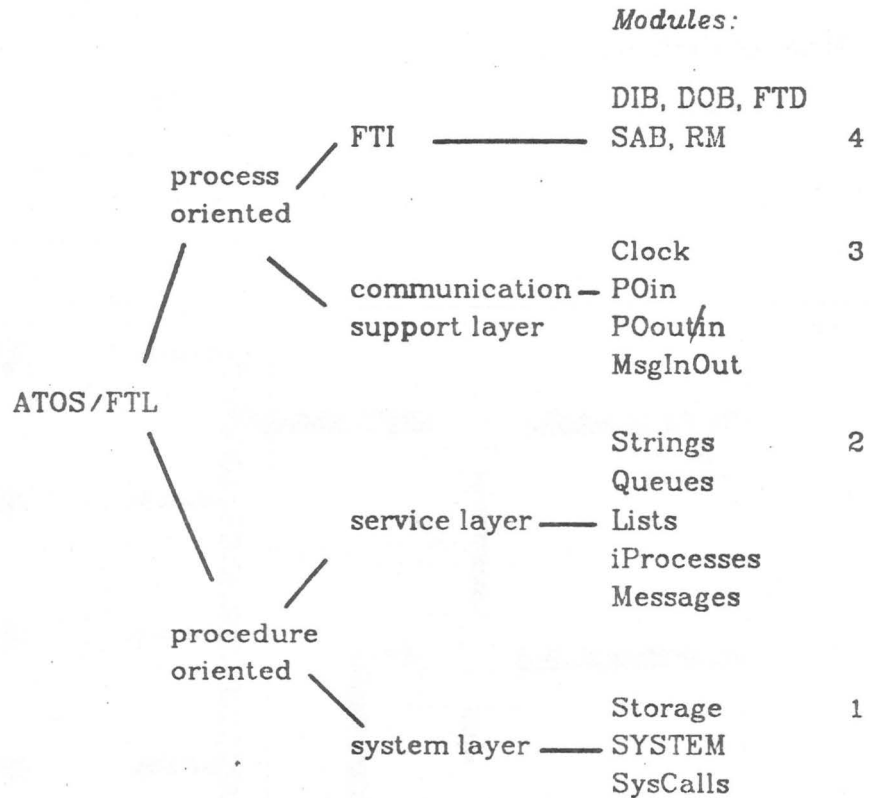 Modules:
DIB, DOB, FTD
FTI SAB, RM 4
process
oriented
Clock 3
communication POin
support layer POout/in
MsgInOut
ATOS/FTL
Strings 2
Queues
service layer Lists
iProcesses
Messages
procedure
oriented
Storage 1
system layer SYSTEM
SysCalls